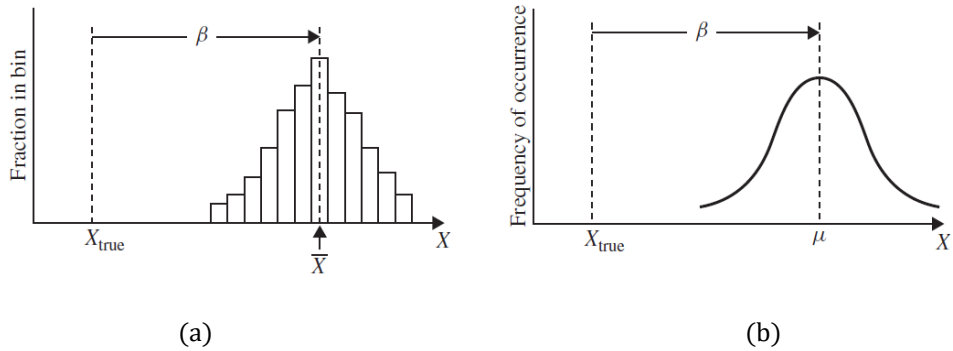 Fraction in bin
β
X_true
X̄
X
(a)
Frequency of occurrence
β
X_true
μ
X
(b)